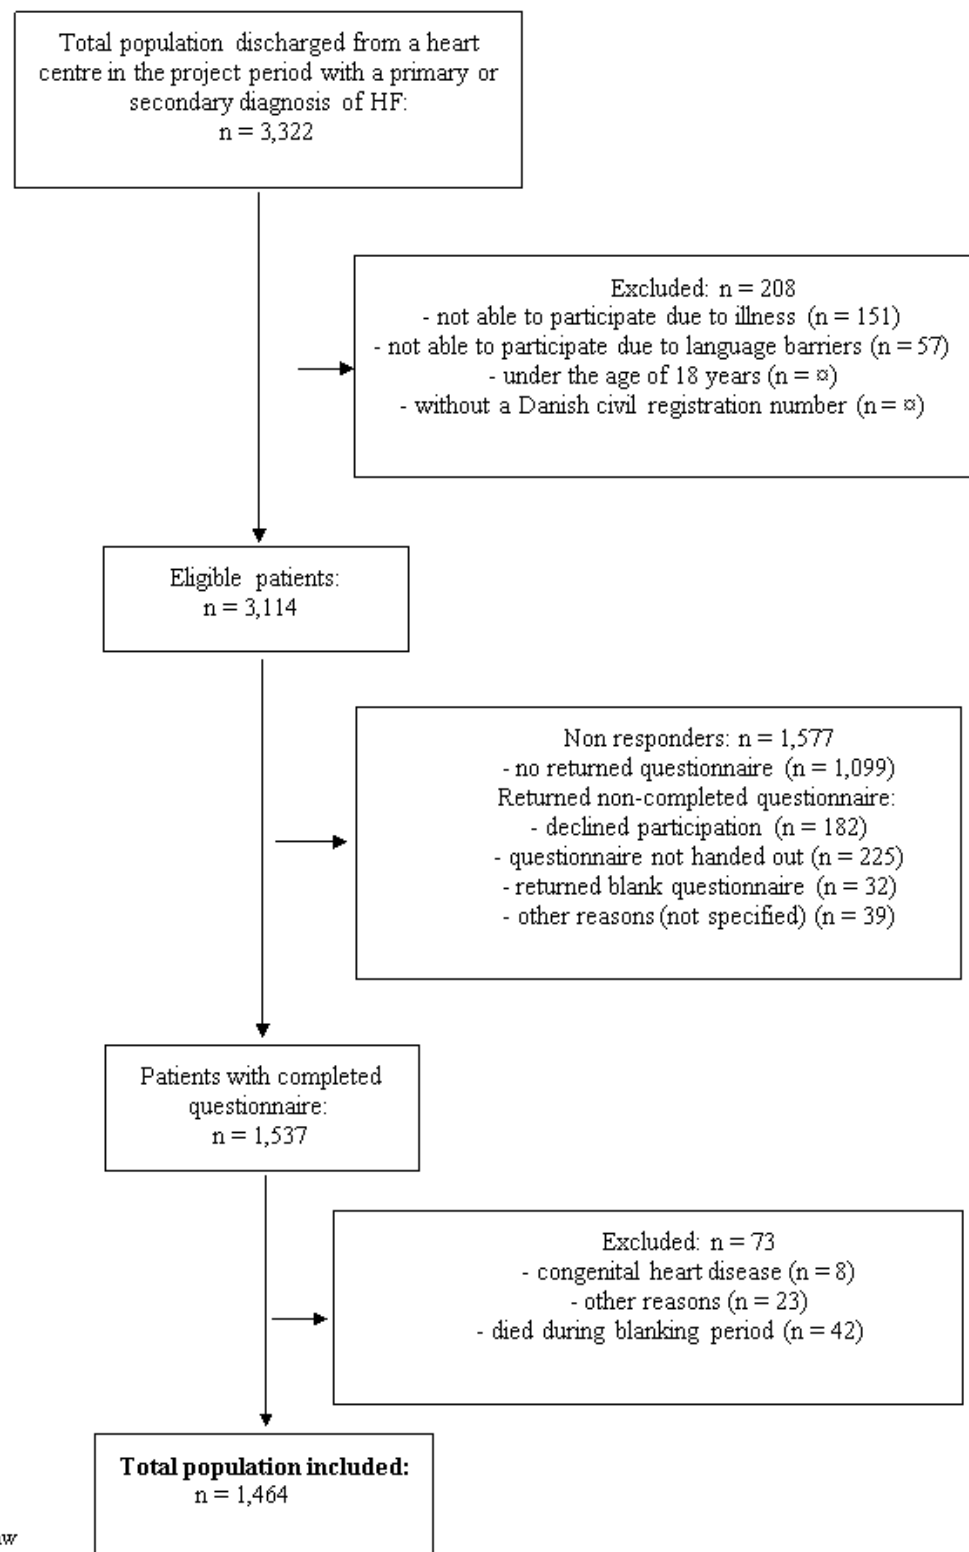 Total population discharged from a heart
centre in the project period with a primary or
secondary diagnosis of HF:
n = 3,322
Excluded: n = 208
- not able to participate due to illness (n = 151)
- not able to participate due to language barriers (n = 57)
- under the age of 18 years (n = ¤)
- without a Danish civil registration number (n = ¤)
Eligible patients:
n = 3,114
Non responders: n = 1,577
- no returned questionnaire (n = 1,099)
Returned non-completed questionnaire:
- declined participation (n = 182)
- questionnaire not handed out (n = 225)
- returned blank questionnaire (n = 32)
- other reasons (not specified) (n = 39)
Patients with completed
questionnaire:
n = 1,537
Excluded: n = 73
- congenital heart disease (n = 8)
- other reasons (n = 23)
- died during blanking period (n = 42)
Total population included:
n = 1,464